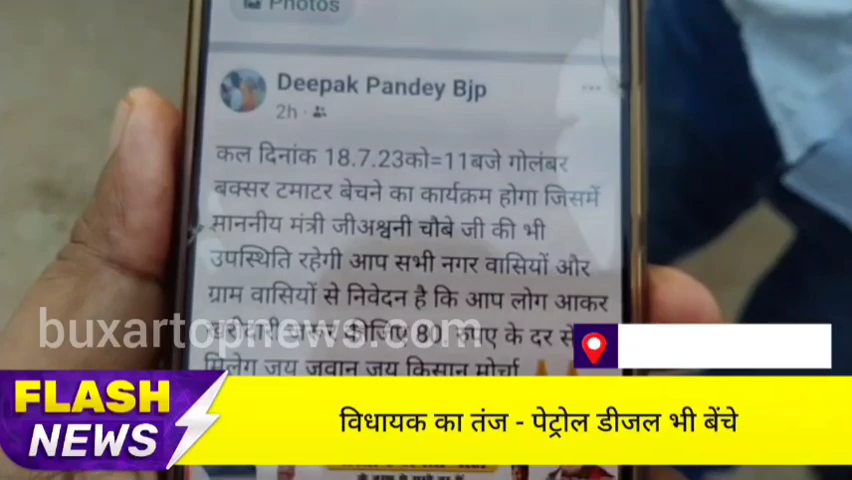 Photos
Deepak Pandey Bjp
2h
कल दिनांक 18.7.23को=11बजे गोलंबर
बक्सर टमाटर बेचने का कार्यक्रम होगा जिसमें
माननीय मंत्री जीअश्वनी चौबे जी की भी
उपस्थिति रहेगी आप सभी नगर वासियों और
ग्राम वासियों से निवेदन है कि आप लोग आकर
खरीदारी जरूर कीजिए 80 रुपए के दर से
buxartopnews.com
मिलेग जय जवान जय किसान मोर्चा
FLASH
NEWS
विधायक का तंज - पेट्रोल डीजल भी बेंचे